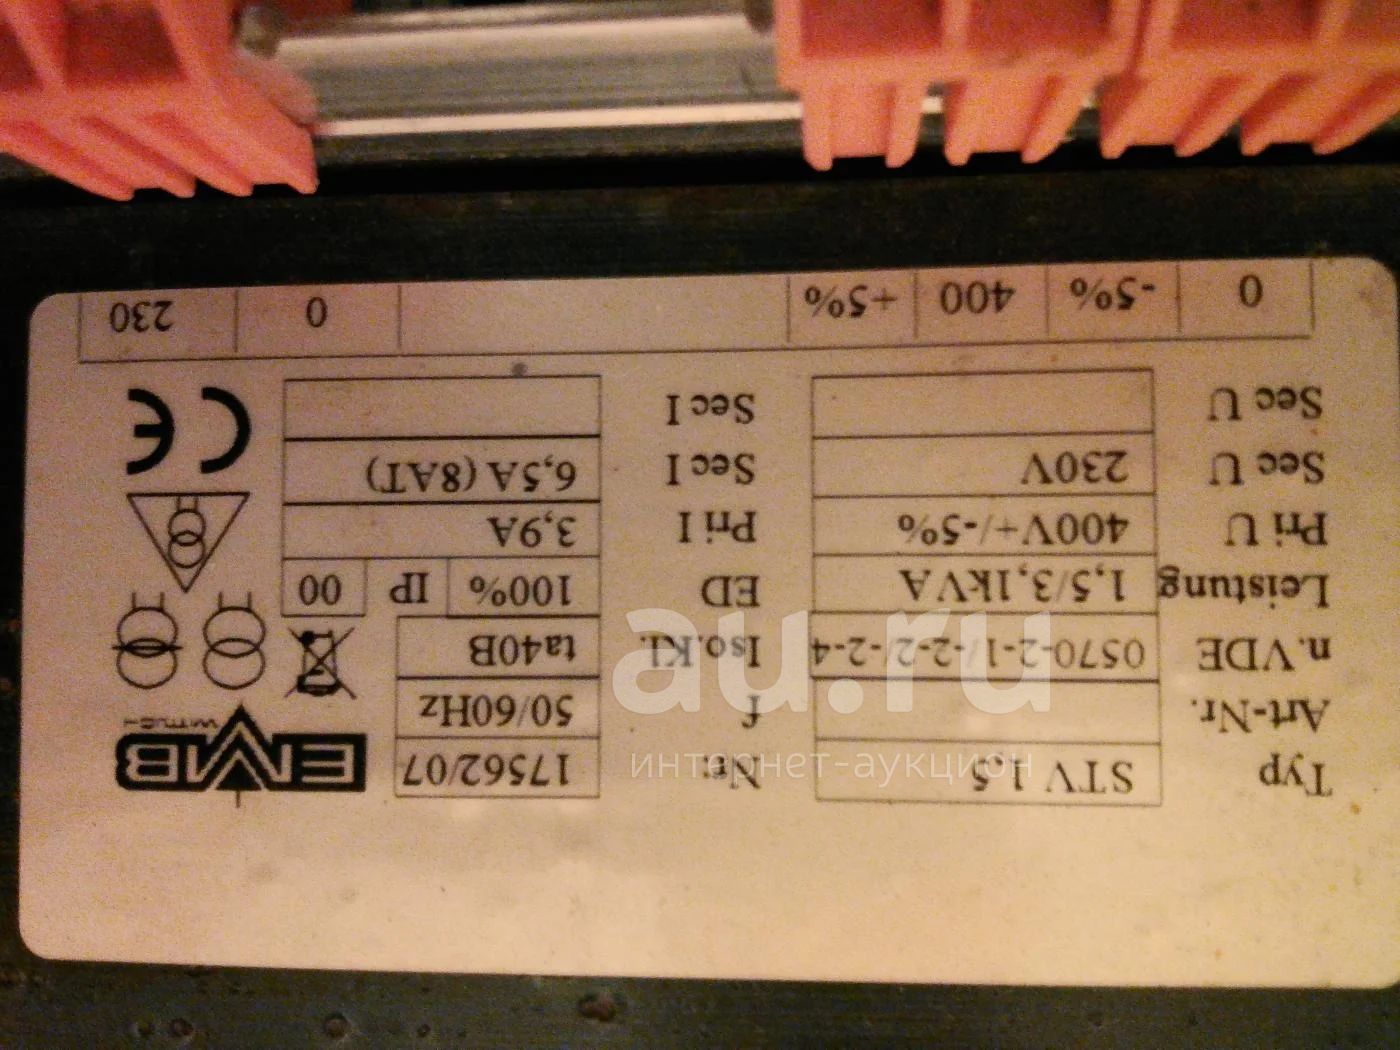 EMB
WITTLICH
Typ STV 1,5 Nr. 17562/07
Art-Nr. f 50/60Hz
n.VDE 0570-2-1/-2-2/-2-4 Iso.Kl. ta40B
Leistung 1,5/3,1kVA ED 100% IP 00
Pri U 400V+/-5% Pri I 3,9A
Sec U 230V Sec I 6,5A (8AT)
Sec U Sec I
CE
0 -5% 400 +5% 0 230
au.ru
интернет-аукцион